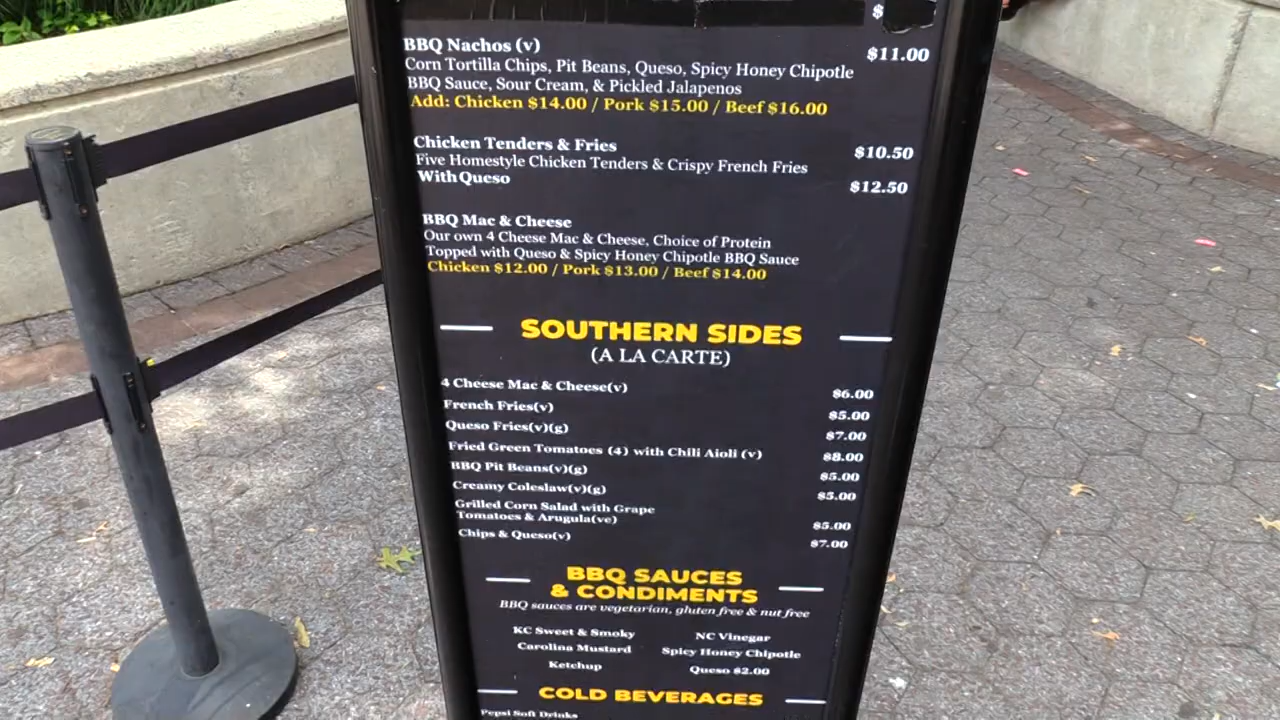 $
BBQ Nachos (v) $11.00
Corn Tortilla Chips, Pit Beans, Queso, Spicy Honey Chipotle
BBQ Sauce, Sour Cream, & Pickled Jalapenos
Add: Chicken $14.00 / Pork $15.00 / Beef $16.00
Chicken Tenders & Fries $10.50
Five Homestyle Chicken Tenders & Crispy French Fries
With Queso $12.50
BBQ Mac & Cheese
Our own 4 Cheese Mac & Cheese, Choice of Protein
Topped with Queso & Spicy Honey Chipotle BBQ Sauce
Chicken $12.00 / Pork $13.00 / Beef $14.00
SOUTHERN SIDES
(A LA CARTE)
4 Cheese Mac & Cheese(v) $6.00
French Fries(v) $5.00
Queso Fries(v)(g) $7.00
Fried Green Tomatoes (4) with Chili Aioli (v) $8.00
BBQ Pit Beans(v)(g) $5.00
Creamy Coleslaw(v)(g) $5.00
Grilled Corn Salad with Grape
Tomatoes & Arugula(ve) $5.00
Chips & Queso(v) $7.00
BBQ SAUCES
& CONDIMENTS
BBQ sauces are vegetarian, gluten free & nut free
KC Sweet & Smoky NC Vinegar
Carolina Mustard Spicy Honey Chipotle
Ketchup Queso $2.00
COLD BEVERAGES
Pepsi Soft Drinks